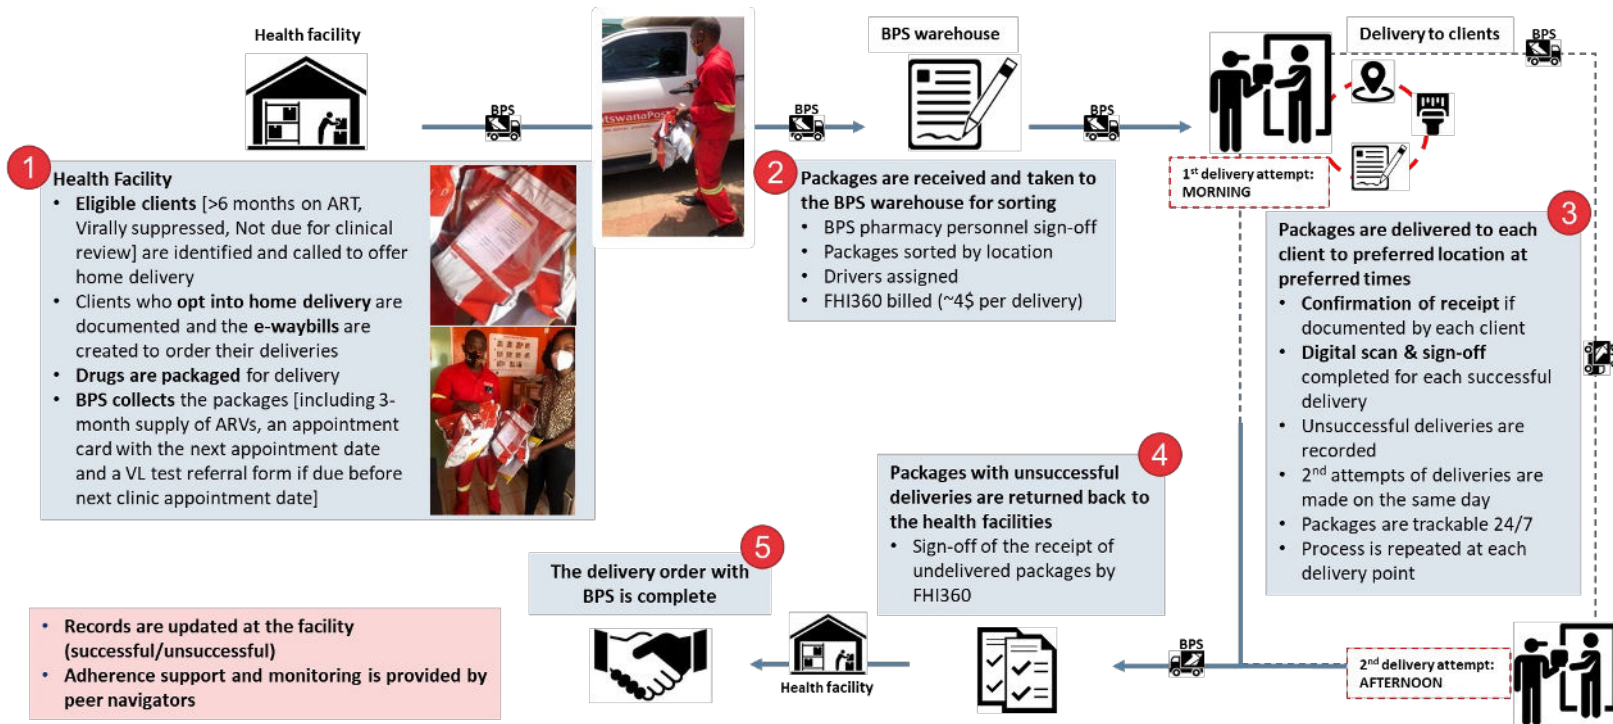 Health facility
BPS
BPS
BPS warehouse
BPS
Delivery to clients
BPS
1
Health Facility
• Eligible clients [>6 months on ART,
Virally suppressed, Not due for clinical
review] are identified and called to offer
home delivery
• Clients who opt into home delivery are
documented and the e-waybills are
created to order their deliveries
• Drugs are packaged for delivery
• BPS collects the packages [including 3-
month supply of ARVs, an appointment
card with the next appointment date
and a VL test referral form if due before
next clinic appointment date]
otswanaPost
2
Packages are received and taken to
the BPS warehouse for sorting
• BPS pharmacy personnel sign-off
• Packages sorted by location
• Drivers assigned
• FHI360 billed (~4$ per delivery)
1st delivery attempt:
MORNING
3
Packages are delivered to each
client to preferred location at
preferred times
• Confirmation of receipt if
documented by each client
• Digital scan & sign-off
completed for each successful
delivery
• Unsuccessful deliveries are
recorded
• 2nd attempts of deliveries are
made on the same day
• Packages are trackable 24/7
• Process is repeated at each
delivery point
2nd delivery attempt:
AFTERNOON
BPS
4
Packages with unsuccessful
deliveries are returned back to
the health facilities
• Sign-off of the receipt of
undelivered packages by
FHI360
Health facility
5
The delivery order with
BPS is complete
• Records are updated at the facility
(successful/unsuccessful)
• Adherence support and monitoring is provided by
peer navigators